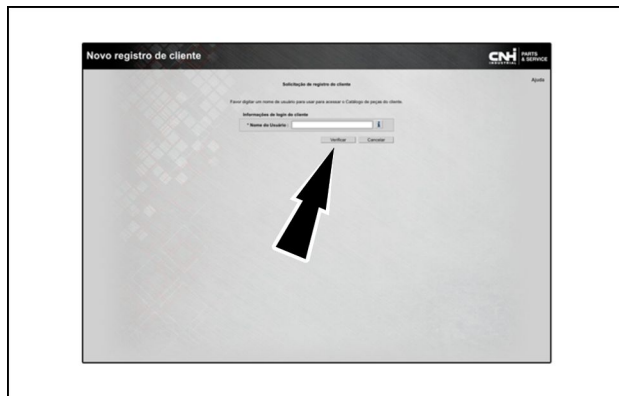 Novo registro de cliente
CNH
INDUSTRIAL
PARTS
& SERVICE
Ajuda
Solicitação de registro do cliente
Favor digitar um nome de usuário para usar para acessar o Catálogo de peças do cliente.
Informações de login do cliente
* Nome do Usuário :
Verificar
Cancelar